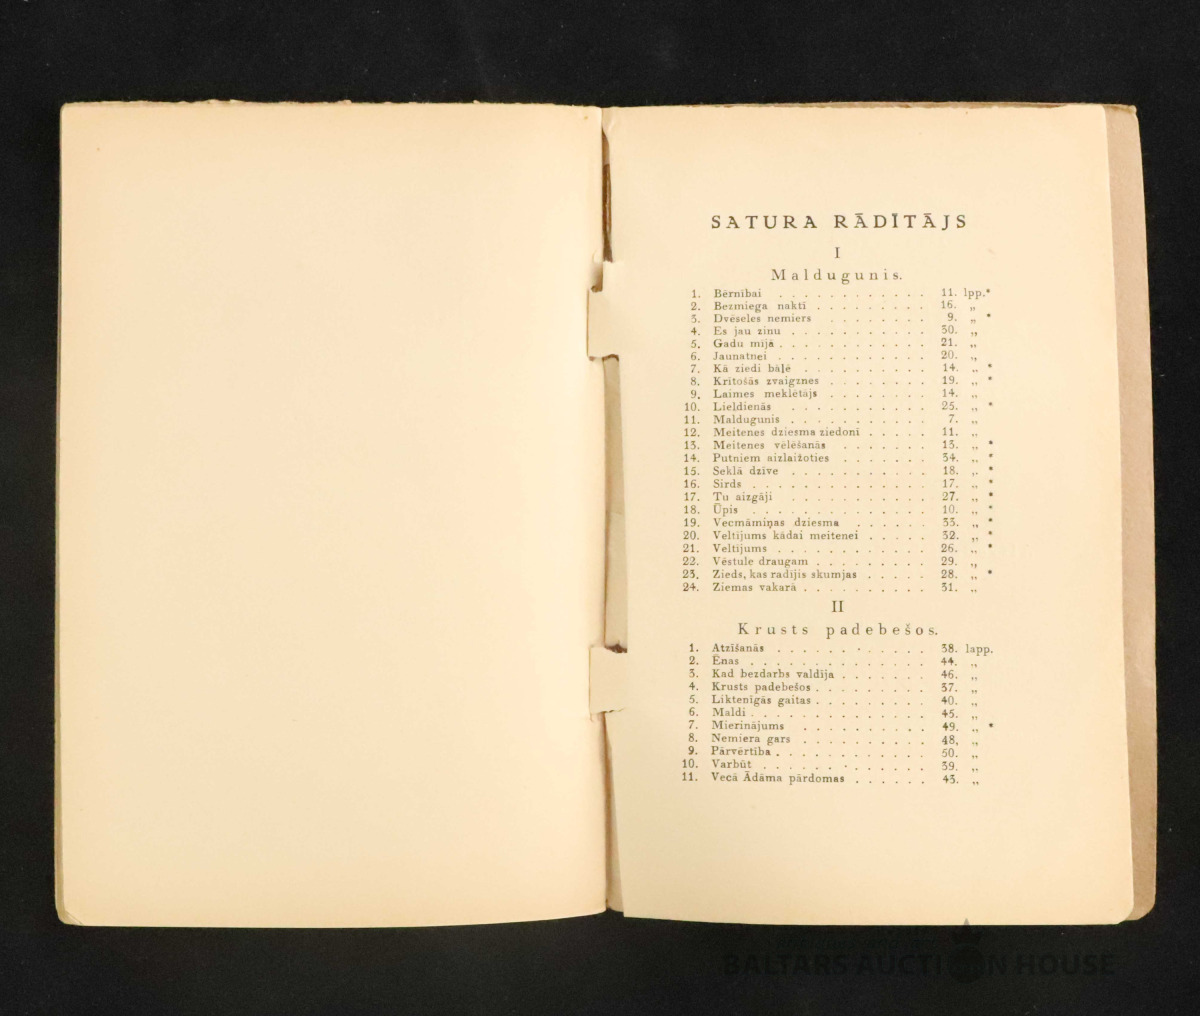 SATURA RĀDĪTĀJS
I
Maldugunis.
1. Bērnībai . . . . . . . . . . . . 11. lpp.*
2. Bezmiega naktī . . . . . . . . . 16. „
3. Dvēseles nemiers . . . . . . . . 9. „ *
4. Es jau zinu . . . . . . . . . . . 30. „
5. Gadu mijā . . . . . . . . . . . . 21. „
6. Jaunatnei . . . . . . . . . . . . 20. „
7. Kā ziedi bālē . . . . . . . . . . 14. „ *
8. Krītošās zvaigznes . . . . . . . . 19. „ *
9. Laimes meklētājs . . . . . . . . 14. „
10. Lieldienās . . . . . . . . . . . 25. „ *
11. Maldugunis . . . . . . . . . . . 7. „
12. Meitenes dziesma ziedonī . . . . . 11. „
13. Meitenes vēlēšanās . . . . . . . 13. „ *
14. Putniem aizlaižoties . . . . . . . 34. „ *
15. Seklā dzīve . . . . . . . . . . . 18. „ *
16. Sirds . . . . . . . . . . . . . . 17. „ *
17. Tu aizgāji . . . . . . . . . . . 27. „ *
18. Ūpis . . . . . . . . . . . . . . 10. „ *
19. Vecmāmiņas dziesma . . . . . . 33. „ *
20. Veltījums kādai meitenei . . . . . 32. „ *
21. Veltījums . . . . . . . . . . . . 26. „ *
22. Vēstule draugam . . . . . . . . . 29. „
23. Zieds, kas radījis skumjas . . . . . 28. „ *
24. Ziemas vakarā . . . . . . . . . . 31. „
II
Krusts padebešos.
1. Atzīšanās . . . . . . . . . . . . 38. lapp.
2. Ēnas . . . . . . . . . . . . . . 44. „
3. Kad bezdarbs valdīja . . . . . . . 46. „
4. Krusts padebešos . . . . . . . . . 37. „
5. Liktenīgās gaitas . . . . . . . . . 40. „
6. Maldi . . . . . . . . . . . . . . 45. „
7. Mierinājums . . . . . . . . . . 49. „ *
8. Nemiera gars . . . . . . . . . . 48. „
9. Pārvērtība . . . . . . . . . . . . 50. „
10. Varbūt . . . . . . . . . . . . . 39. „
11. Vecā Ādāma pārdomas . . . . . . 43. „
BALTARS AUCTION HOUSE